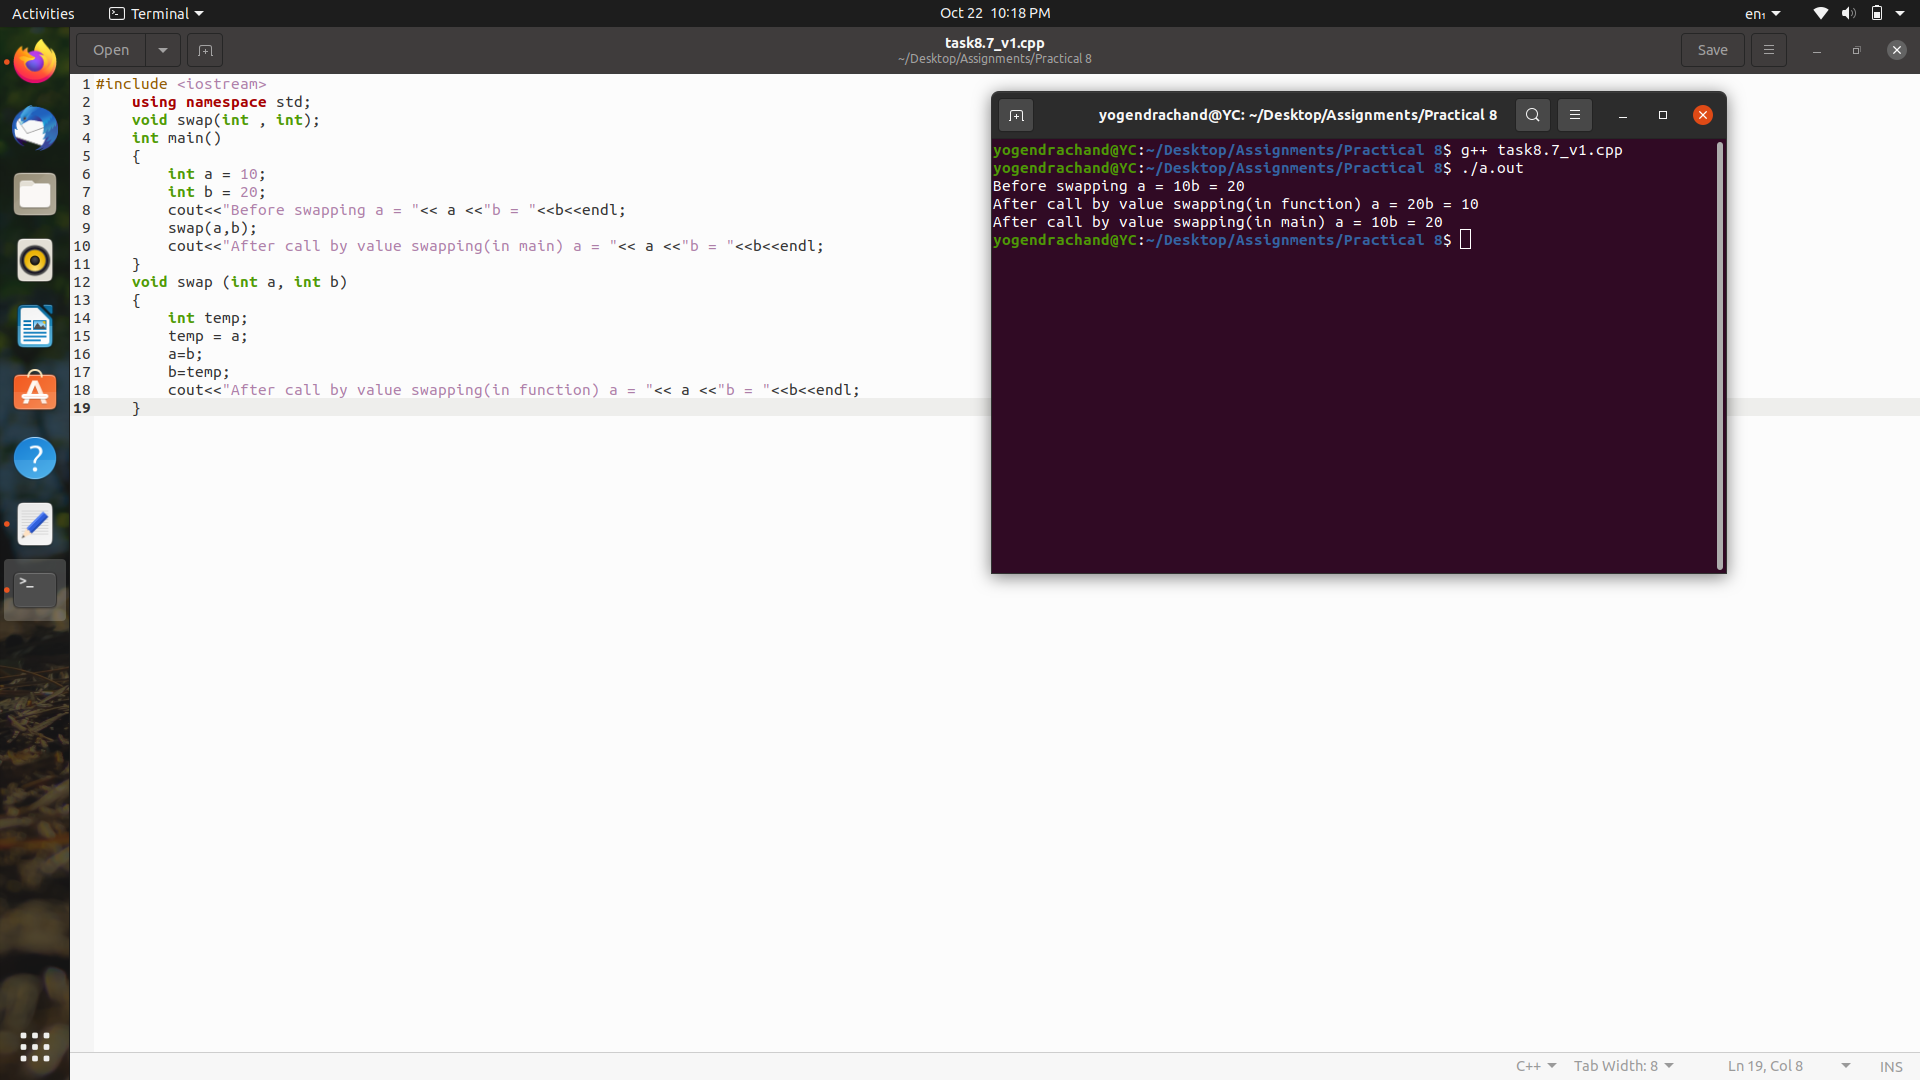 Activities Terminal Oct 22 10:18 PM en₁
Open task8.7_v1.cpp Save
~/Desktop/Assignments/Practical 8
1 #include <iostream>
2     using namespace std;
3     void swap(int , int);
4     int main()
5     {
6         int a = 10;
7         int b = 20;
8         cout<<"Before swapping a = "<< a <<"b = "<<b<<endl;
9         swap(a,b);
10         cout<<"After call by value swapping(in main) a = "<< a <<"b = "<<b<<endl;
11     }
12     void swap (int a, int b)
13     {
14         int temp;
15         temp = a;
16         a=b;
17         b=temp;
18         cout<<"After call by value swapping(in function) a = "<< a <<"b = "<<b<<endl;
19     }
yogendrachand@YC: ~/Desktop/Assignments/Practical 8
yogendrachand@YC:~/Desktop/Assignments/Practical 8$ g++ task8.7_v1.cpp
yogendrachand@YC:~/Desktop/Assignments/Practical 8$ ./a.out
Before swapping a = 10b = 20
After call by value swapping(in function) a = 20b = 10
After call by value swapping(in main) a = 10b = 20
yogendrachand@YC:~/Desktop/Assignments/Practical 8$
C++ Tab Width: 8 Ln 19, Col 8 INS